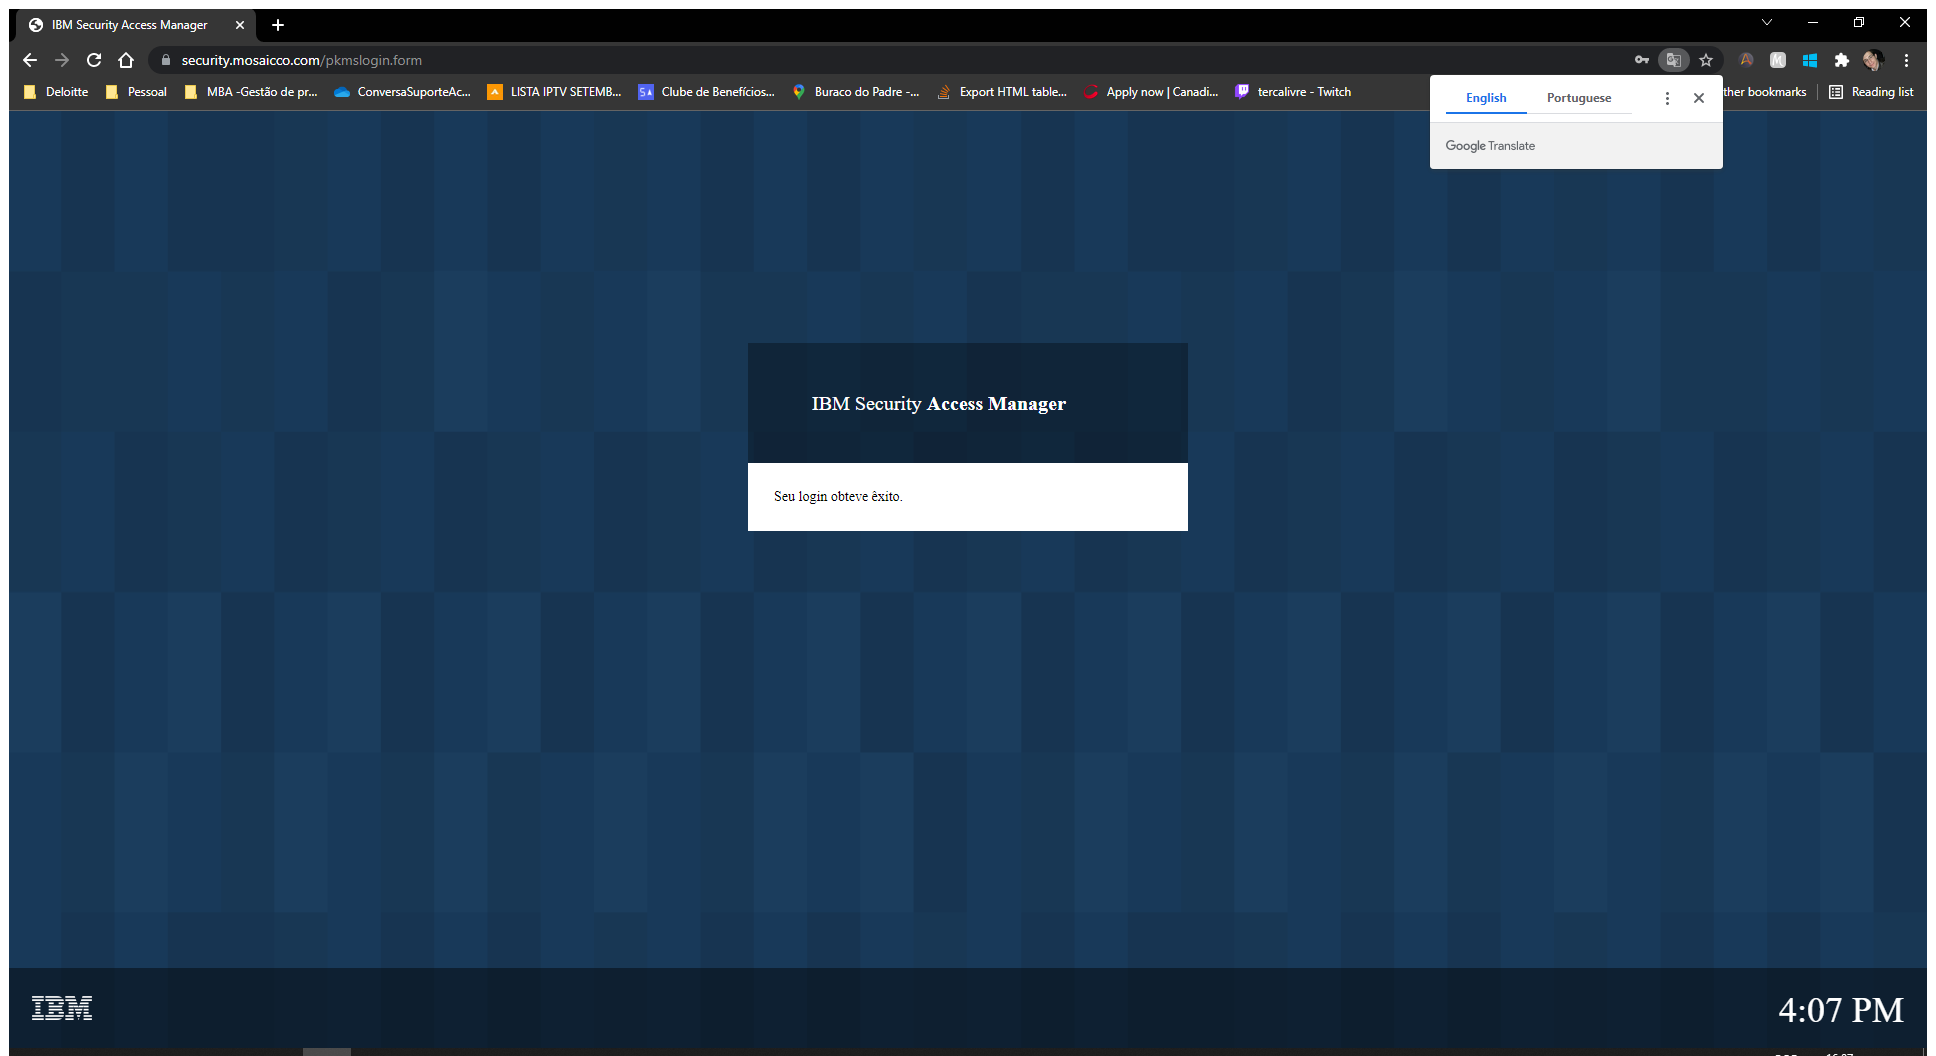 IBM Security Access Manager
security.mosaicco.com/pkmslogin.form
Deloitte
Pessoal
MBA -Gestão de pr...
ConversaSuporteAc...
LISTA IPTV SETEMB...
Clube de Benefícios...
Buraco do Padre -...
Export HTML table...
Apply now | Canadi...
tercalivre - Twitch
ther bookmarks
Reading list
English
Portuguese
Google Translate
IBM Security Access Manager
Seu login obteve êxito.
IBM
4:07 PM